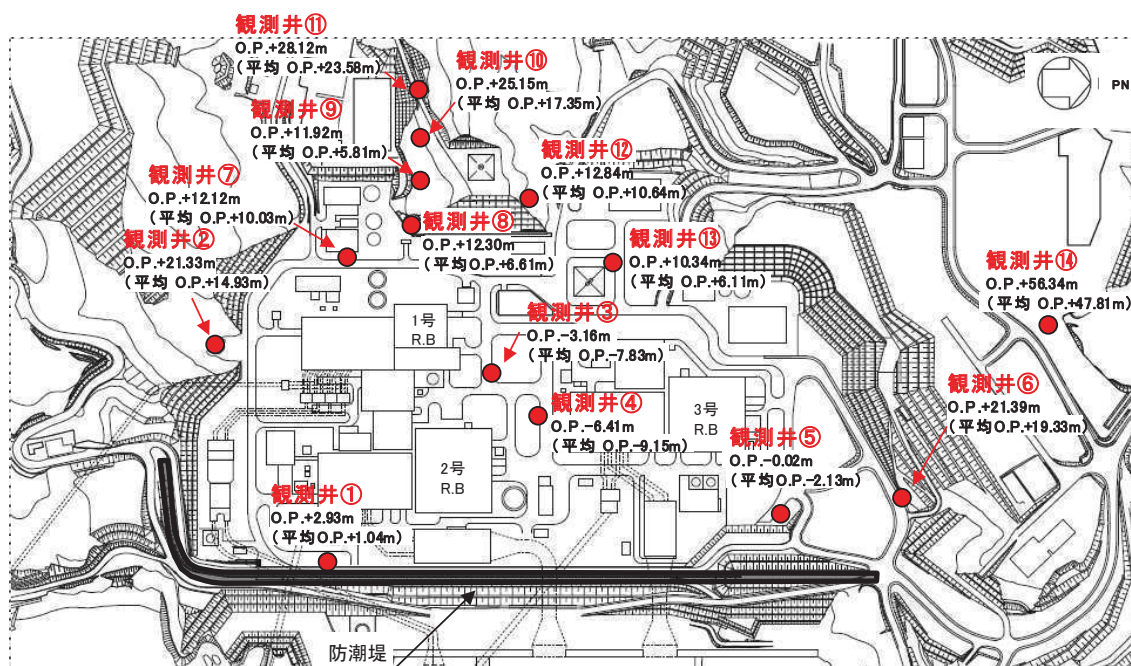 観測井⑪
O.P.+28.12m
(平均 O.P.+23.58m)
観測井⑩
O.P.+25.15m
(平均 O.P.+17.35m)
PN
観測井⑨
O.P.+11.92m
(平均 O.P.+5.81m)
観測井⑫
O.P.+12.84m
(平均 O.P.+10.64m)
観測井⑦
O.P.+12.12m
(平均 O.P.+10.03m)
観測井⑧
O.P.+12.30m
(平均 O.P.+6.61m)
観測井②
O.P.+21.33m
(平均 O.P.+14.93m)
観測井⑬
O.P.+10.34m
(平均 O.P.+6.11m)
観測井⑭
O.P.+56.34m
(平均 O.P.+47.81m)
観測井③
O.P.-3.16m
(平均 O.P.-7.83m)
1号
R.B
観測井④
O.P.-6.41m
(平均 O.P.-9.15m)
3号
R.B
観測井⑥
O.P.+21.39m
(平均O.P.+19.33m)
観測井⑤
O.P.-0.02m
(平均O.P.-2.13m)
2号
R.B
観測井①
O.P.+2.93m
(平均O.P.+1.04m)
防潮堤